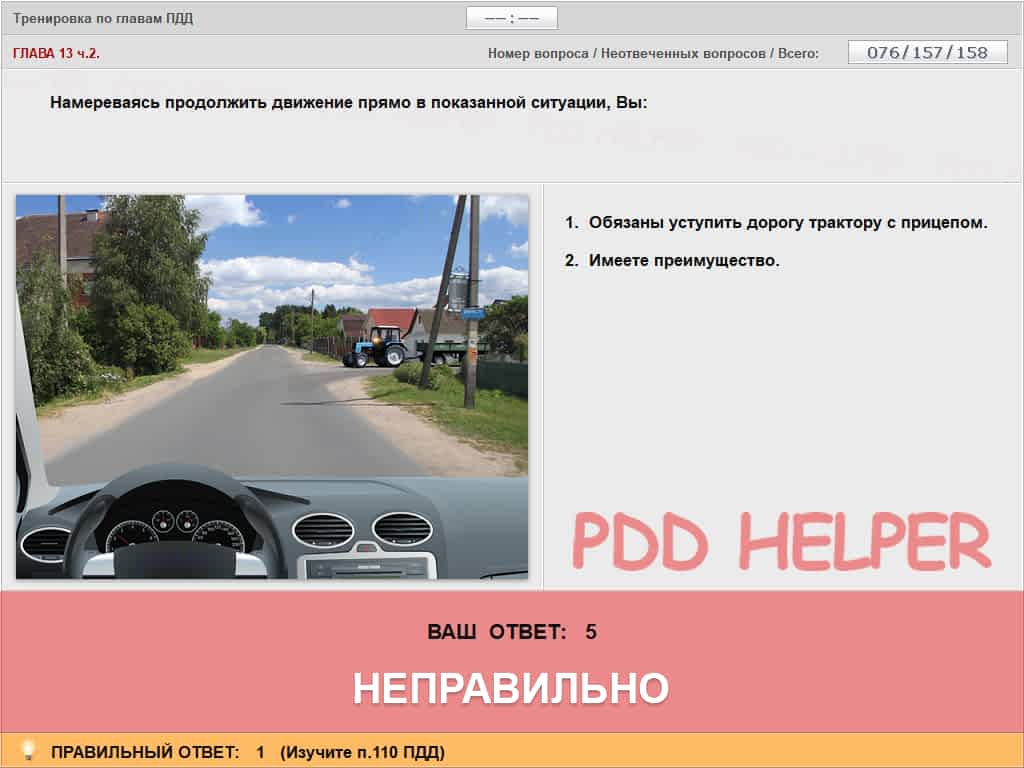 Тренировка по главам ПДД
—— : ——
ГЛАВА 13 ч.2.
Номер вопроса / Неотвеченных вопросов / Всего: 076/157/158
Намереваясь продолжить движение прямо в показанной ситуации, Вы:
1. Обязаны уступить дорогу трактору с прицепом.
2. Имеете преимущество.
PDD HELPER
ВАШ ОТВЕТ: 5
НЕПРАВИЛЬНО
ПРАВИЛЬНЫЙ ОТВЕТ: 1 (Изучите п.110 ПДД)